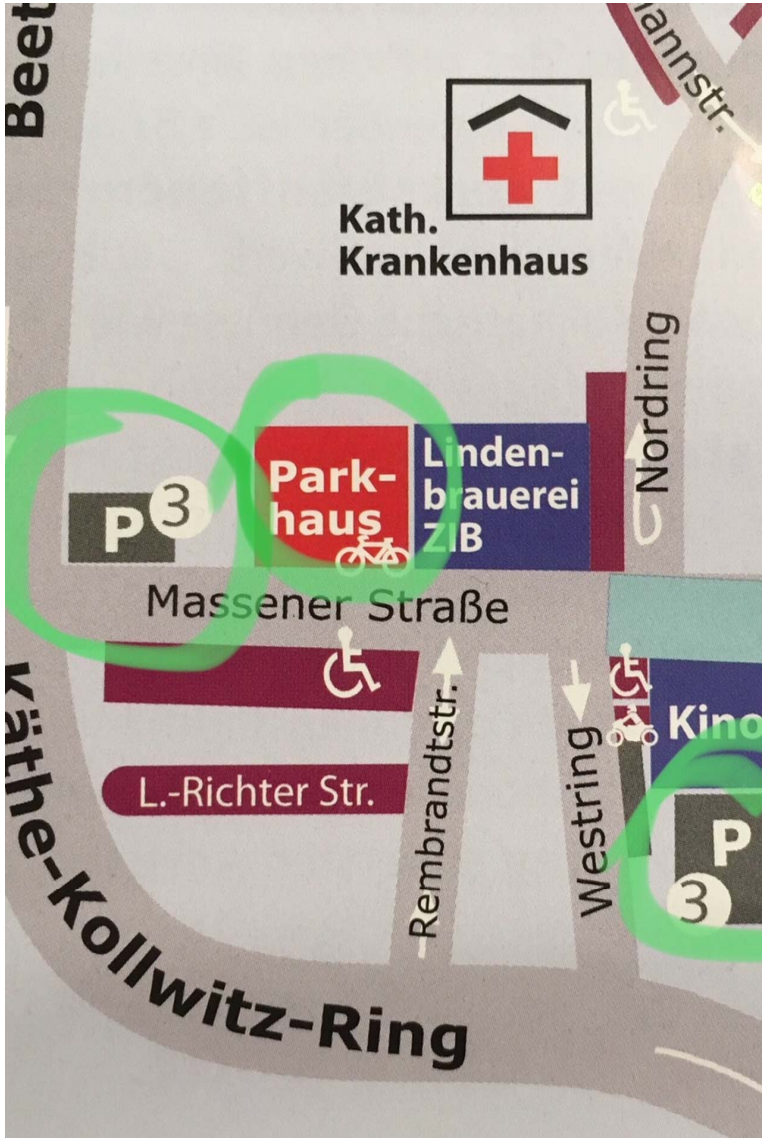 Beet
annstr.
Kath.
Krankenhaus
Nordring
Park-
haus
Linden-
brauerei
ZIB
P
3
Massener Straße
Kino
L.-Richter Str.
Rembrandtstr.
Westring
P
3
Käthe-Kollwitz-Ring